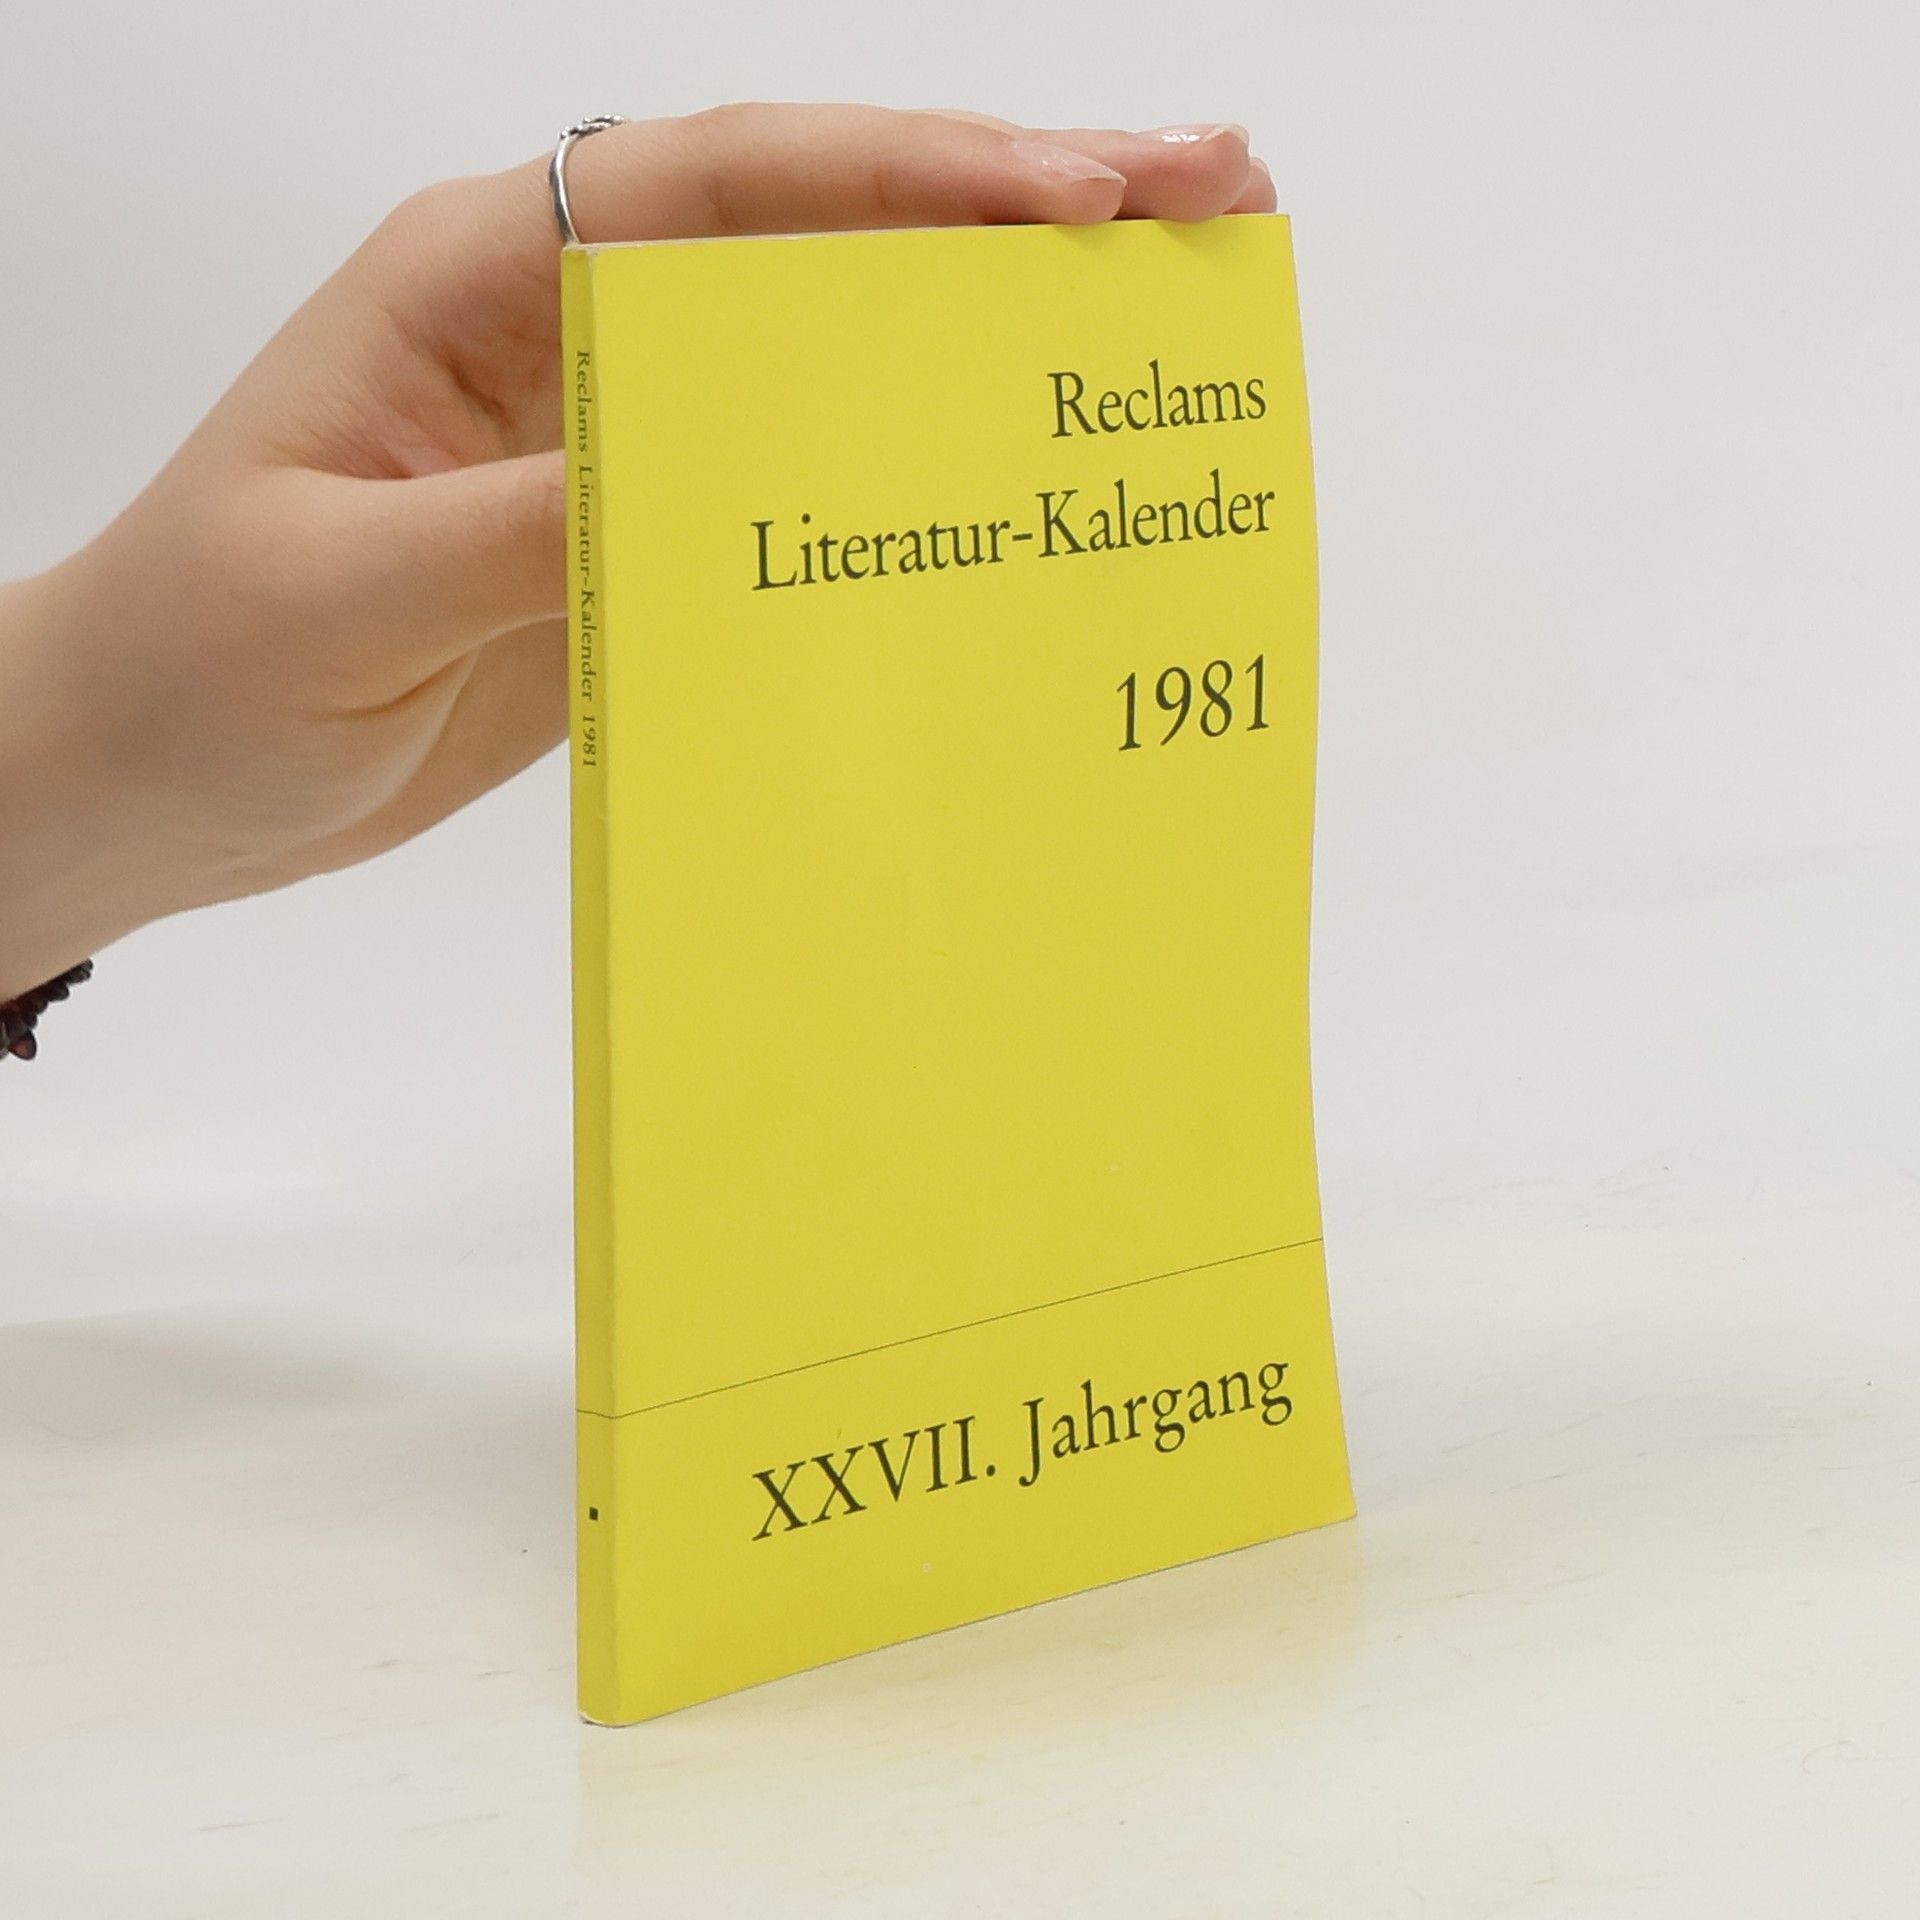 Reclams
Literatur-Kalender
1981
XXVII. Jahrgang
Reclams Literatur-Kalender 1981